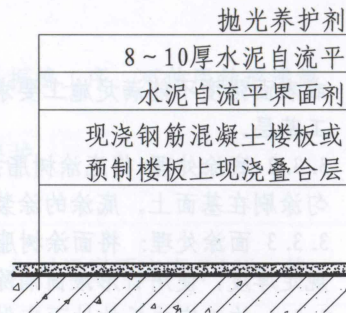 抛光养护剂
8~10厚水泥自流平
水泥自流平界面剂
现浇钢筋混凝土楼板或
预制楼板上现浇叠合层